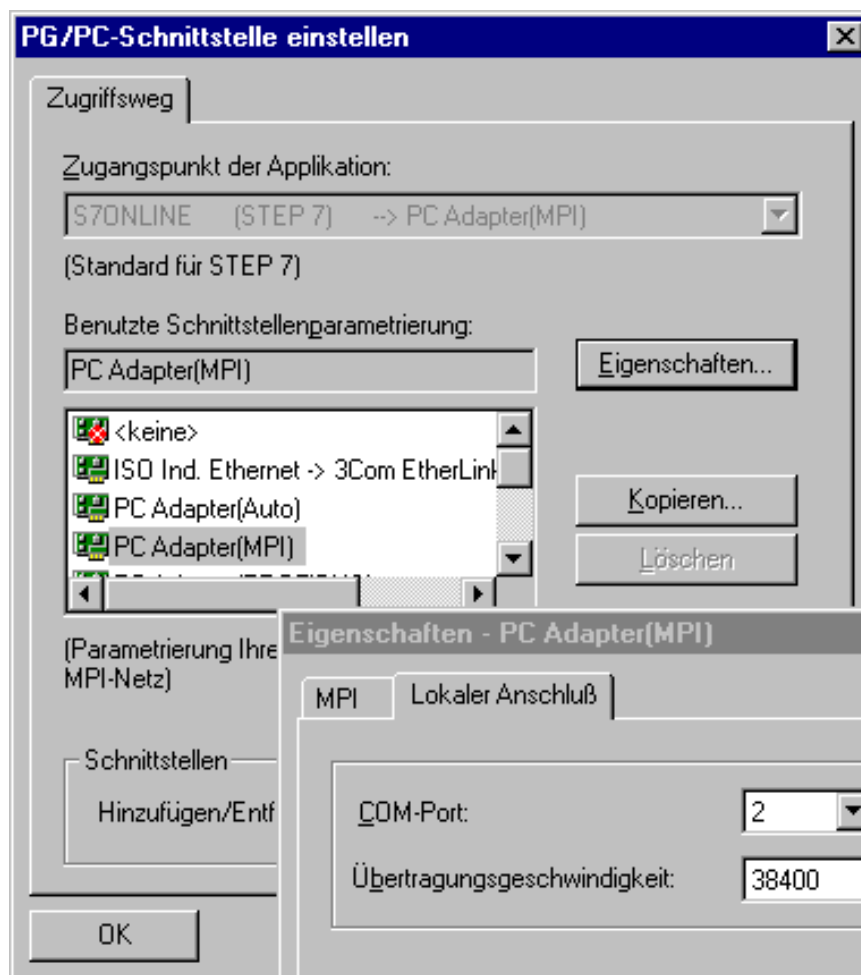 PG/PC-Schnittstelle einstellen
Zugriffsweg
Zugangspunkt der Applikation:
S7ONLINE (STEP 7) --> PC Adapter(MPI)
(Standard für STEP 7)
Benutzte Schnittstellenparametrierung:
PC Adapter(MPI)
Eigenschaften...
<keine>
ISO Ind. Ethernet -> 3Com EtherLink
PC Adapter(Auto)
Kopieren...
PC Adapter(MPI)
Löschen
(Parametrierung Ihre
MPI-Netz)
Eigenschaften - PC Adapter(MPI)
MPI
Lokaler Anschluß
Schnittstellen
Hinzufügen/Entf
COM-Port:
2
Übertragungsgeschwindigkeit:
38400
OK